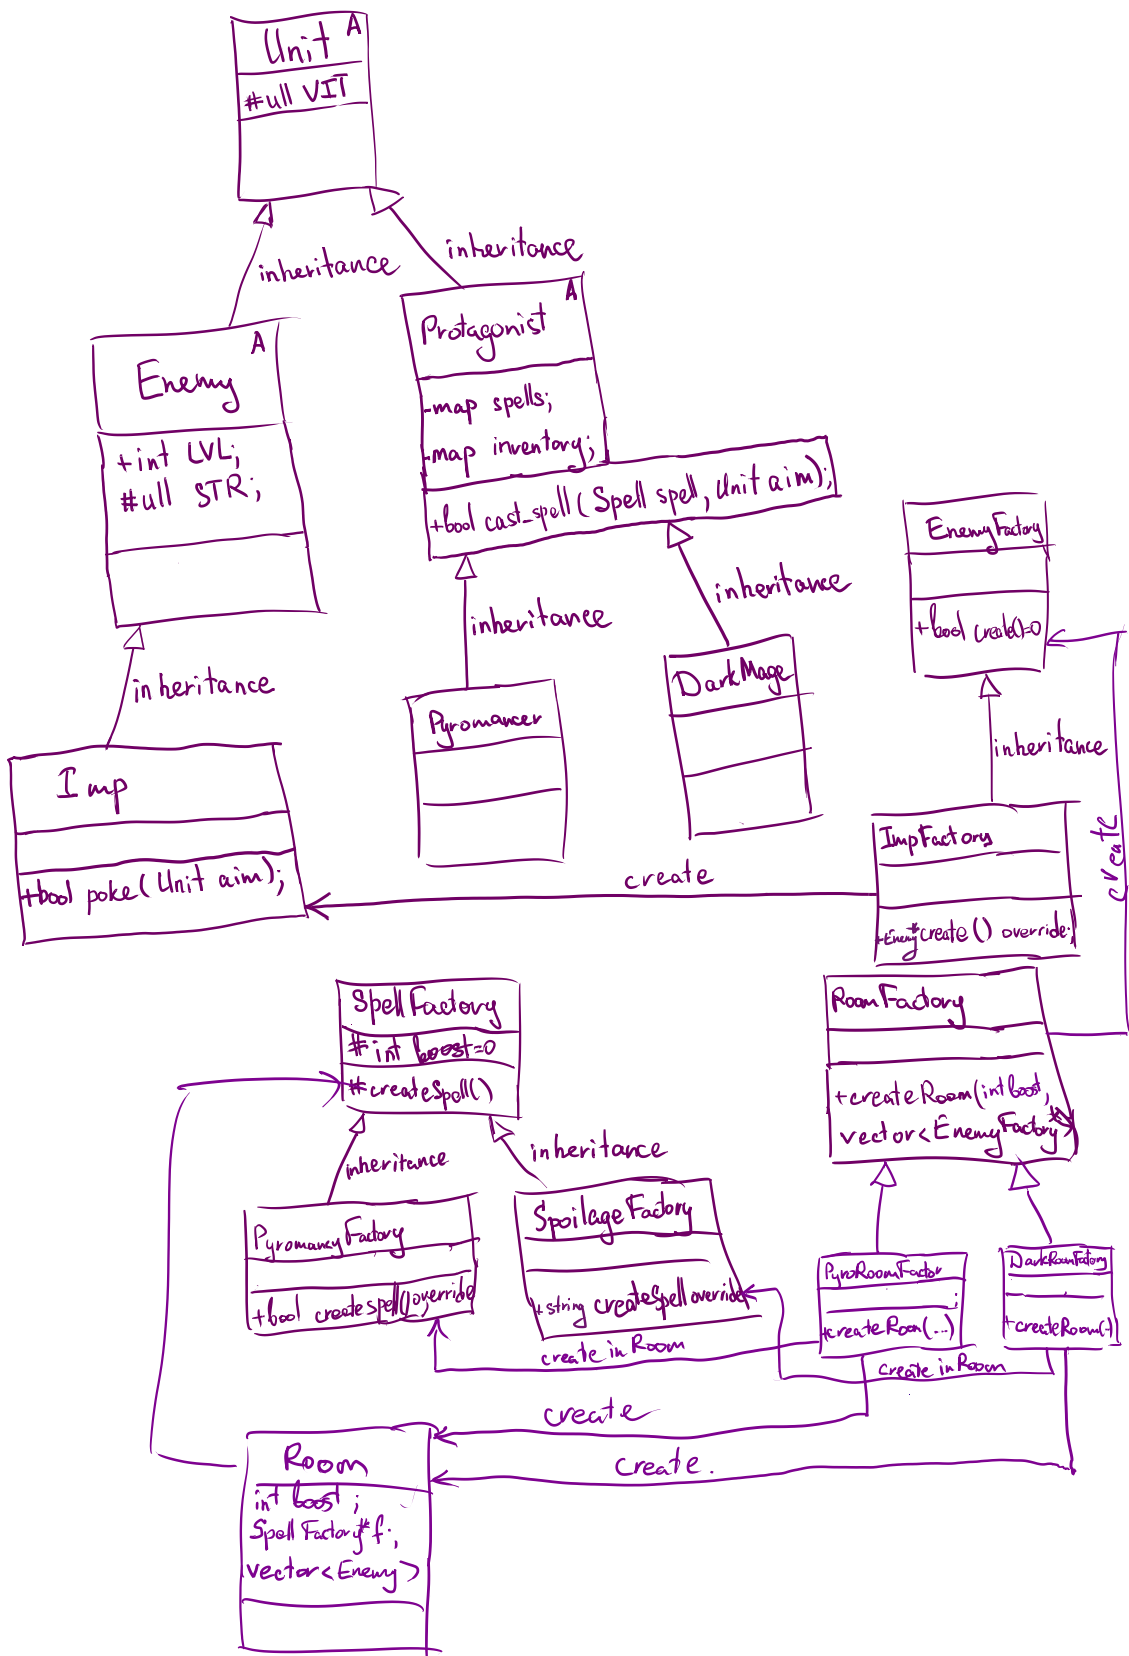 Unit A
#ull VIT
inheritance
inheritance
Enemy A
+int LVL;
#ull STR;
Protagonist A
-map spells;
-map inventory;
+bool cast_spell(Spell spell, Unit aim);
inheritance
inheritance
inheritance
Imp
+bool poke(Unit aim);
Pyromancer
DarkMage
EnemyFactory
+bool create()=0
inheritance
create
ImpFactory
+Enemy* create() override;
create
SpellFactory
#int boost=0
#createSpell()
inheritance
inheritance
PyromancyFactory
+bool createSpell() override
SpoilageFactory
+string createSpell override
RoomFactory
+createRoom(int boost,
vector<EnemyFactory*>)
PyroRoomFactor
;
+createRoom(...)
DarkRoomFactory
+createRoom(-)
create in Room
create in Room
create
create.
Room
int boost;
SpellFactory* f;
vector<Enemy>